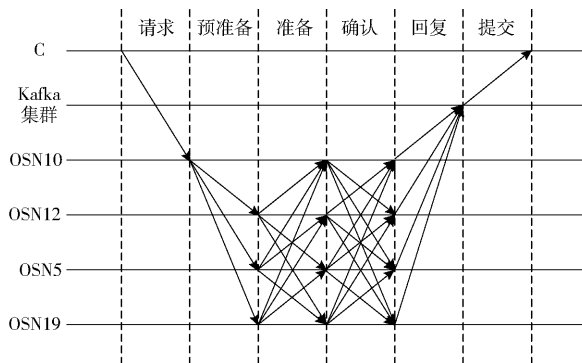 请求 预准备 准备 确认 回复 提交
C
Kafka
集群
OSN10
OSN12
OSN5
OSN19